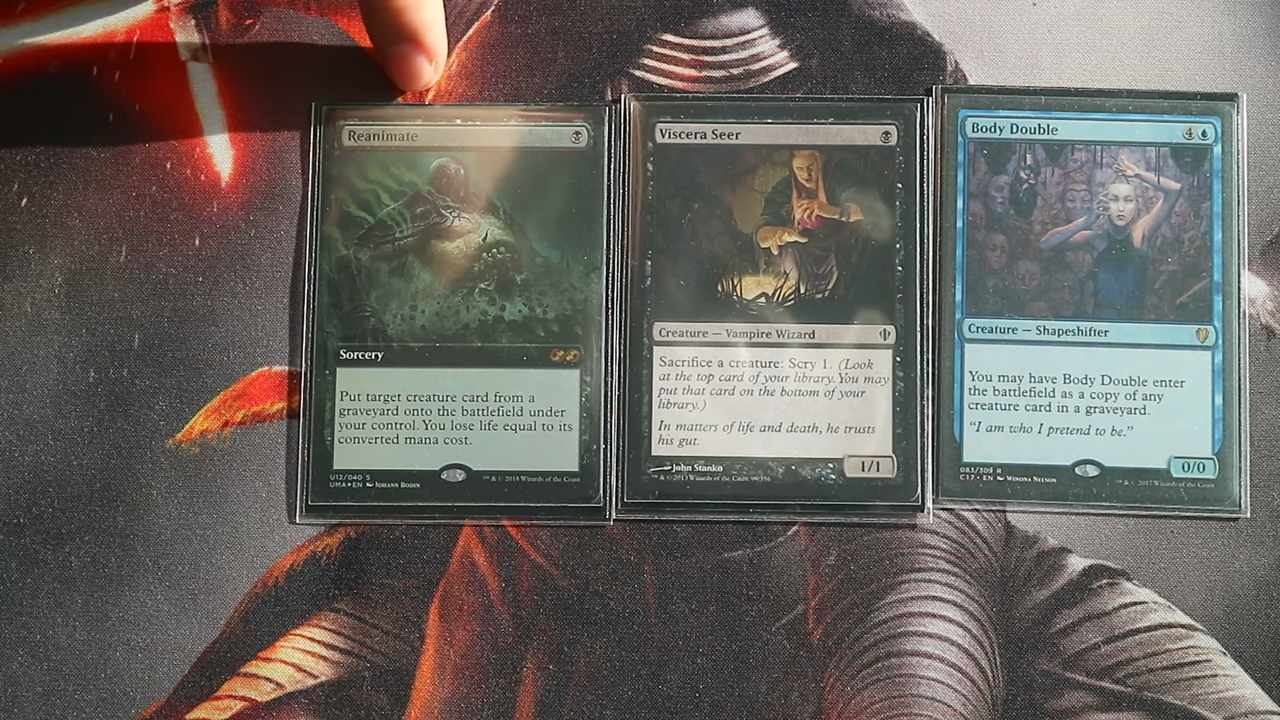 Reanimate
Sorcery
Put target creature card from a
graveyard onto the battlefield under
your control. You lose life equal to its
converted mana cost.
U12/040 S
UMA EN Johann Bodin
™ & © 2018 Wizards of the Coast
Viscera Seer
Creature — Vampire Wizard
Sacrifice a creature: Scry 1. (Look
at the top card of your library. You may
put that card on the bottom of your
library.)
In matters of life and death, he trusts
his gut.
1/1
John Stanko
™ & © 2013 Wizards of the Coast 99/356
Body Double
4
Creature — Shapeshifter
You may have Body Double enter
the battlefield as a copy of any
creature card in a graveyard.
"I am who I pretend to be."
0/0
083/309 R
C17 • EN Winona Nelson
™ & © 2017 Wizards of the Coast